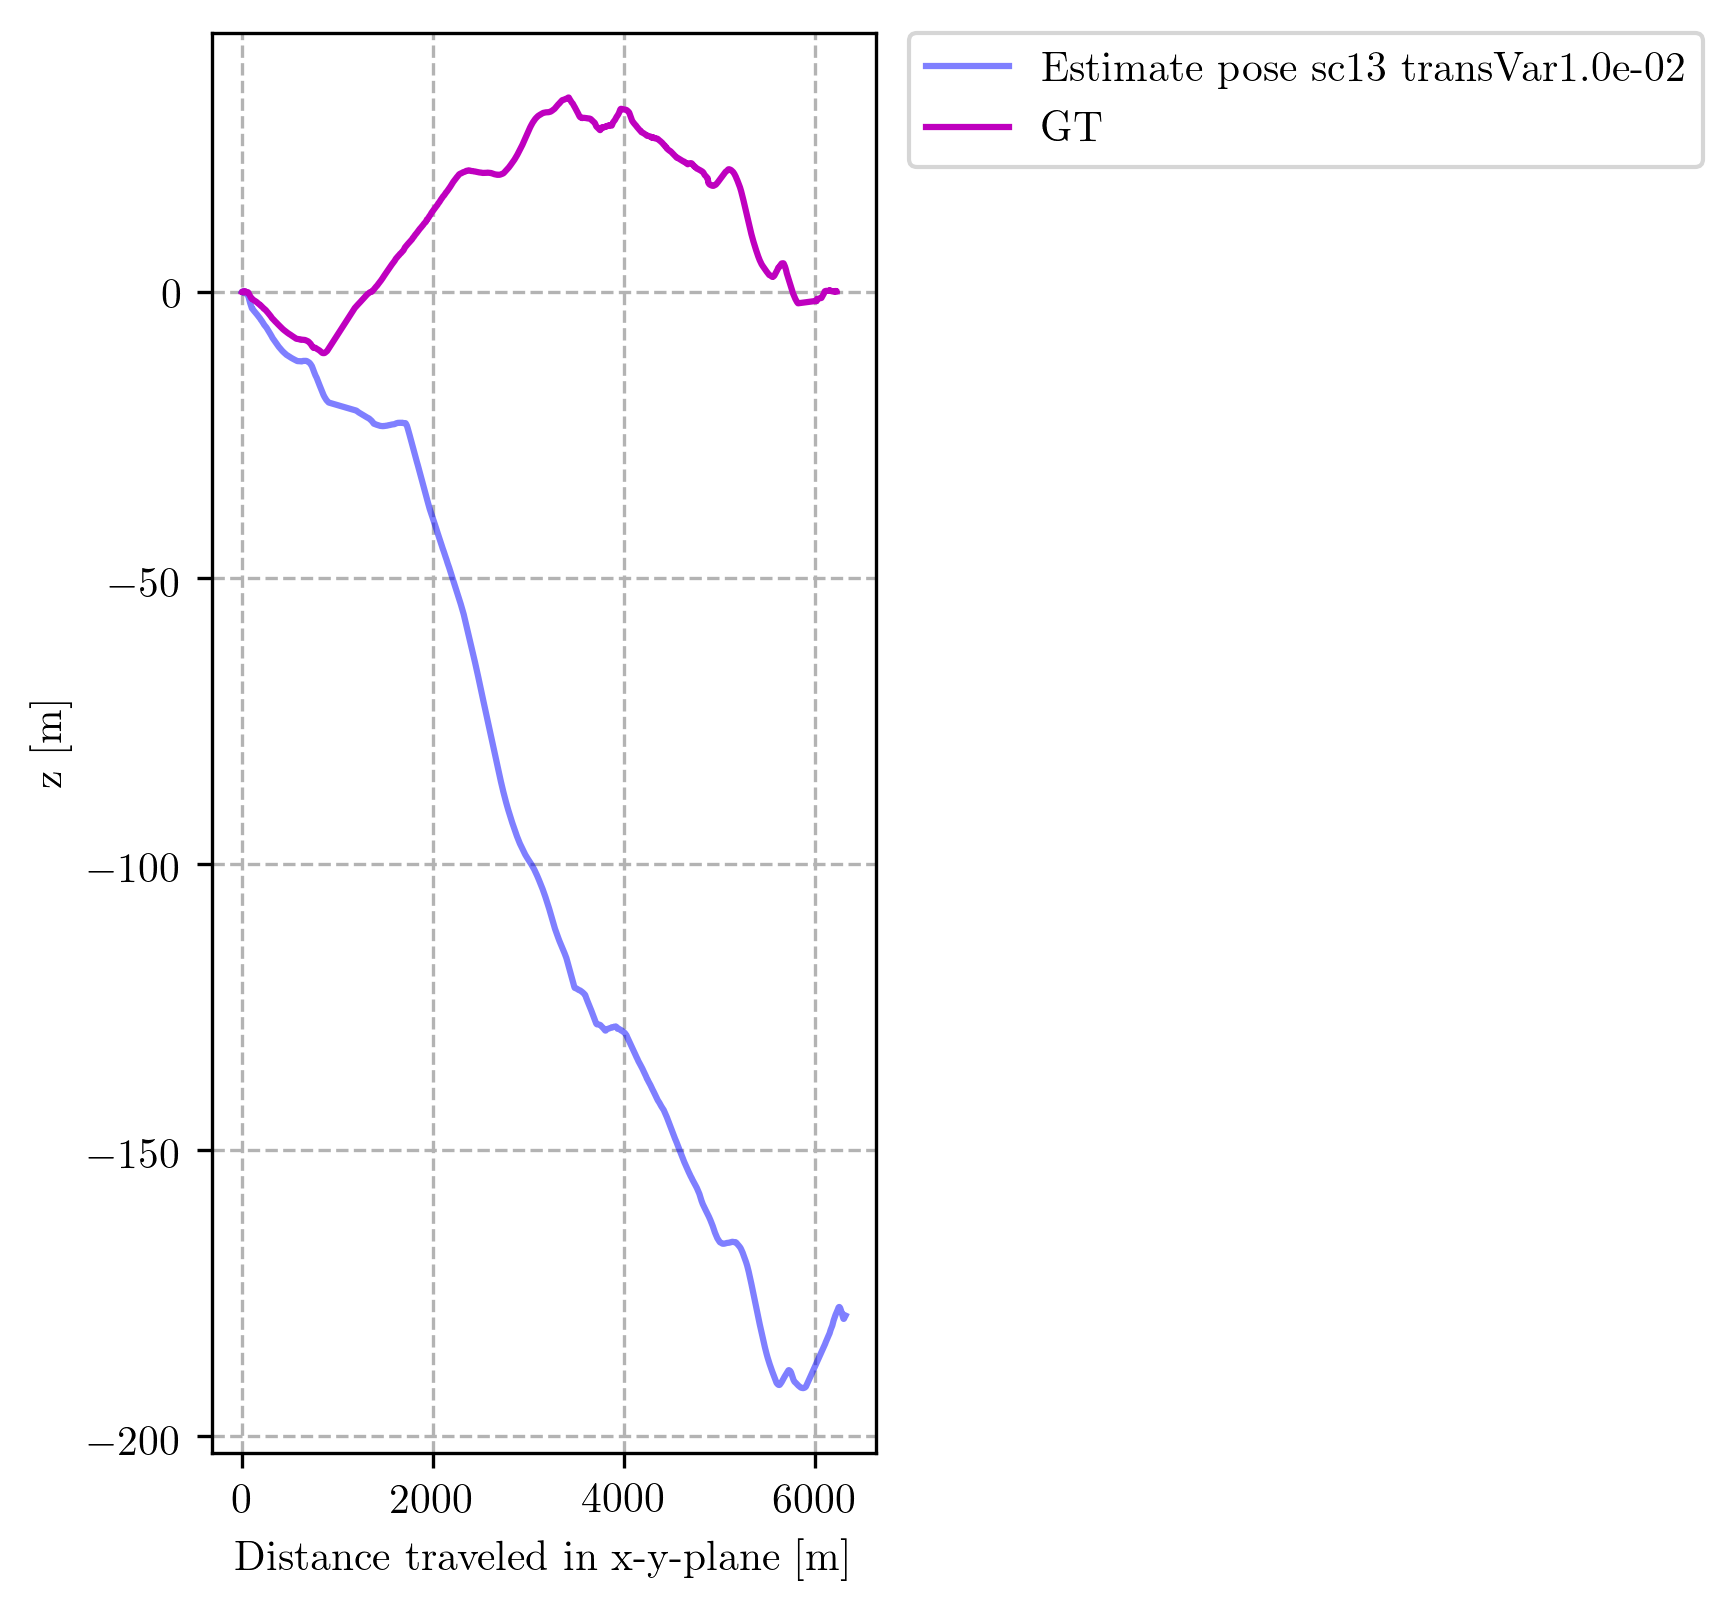 Estimate pose sc13 transVar1.0e-02
GT
z [m]
0
−50
−100
−150
−200
0 2000 4000 6000
Distance traveled in x-y-plane [m]